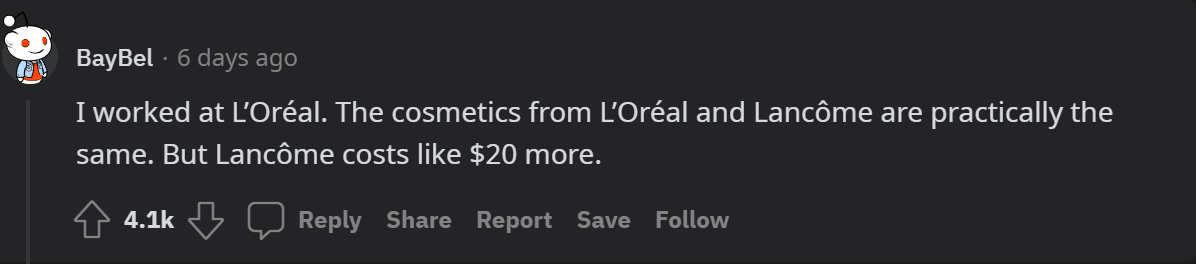 BayBel · 6 days ago
I worked at L’Oréal. The cosmetics from L’Oréal and Lancôme are practically the
same. But Lancôme costs like $20 more.
4.1k Reply Share Report Save Follow